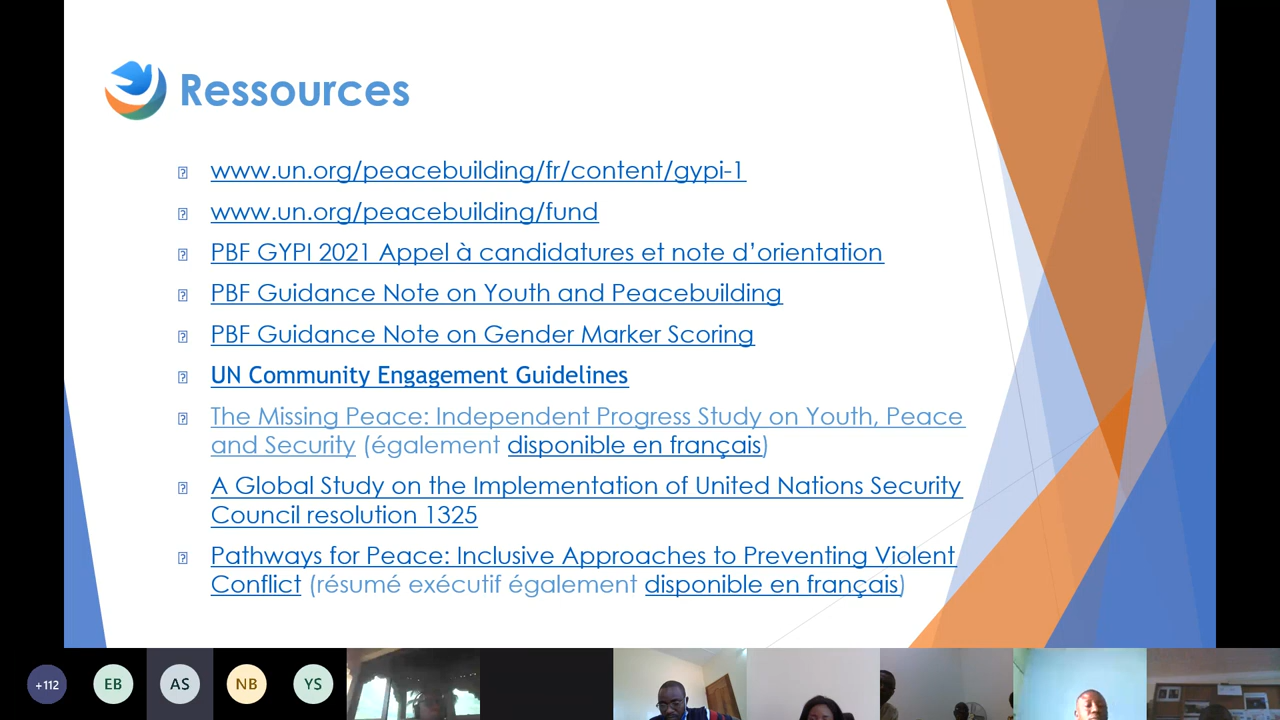 Ressources
www.un.org/peacebuilding/fr/content/gypi-1
www.un.org/peacebuilding/fund
PBF GYPI 2021 Appel à candidatures et note d’orientation
PBF Guidance Note on Youth and Peacebuilding
PBF Guidance Note on Gender Marker Scoring
UN Community Engagement Guidelines
The Missing Peace: Independent Progress Study on Youth, Peace
and Security (également disponible en français)
A Global Study on the Implementation of United Nations Security
Council resolution 1325
Pathways for Peace: Inclusive Approaches to Preventing Violent
Conflict (résumé exécutif également disponible en français)
+112 EB AS NB YS